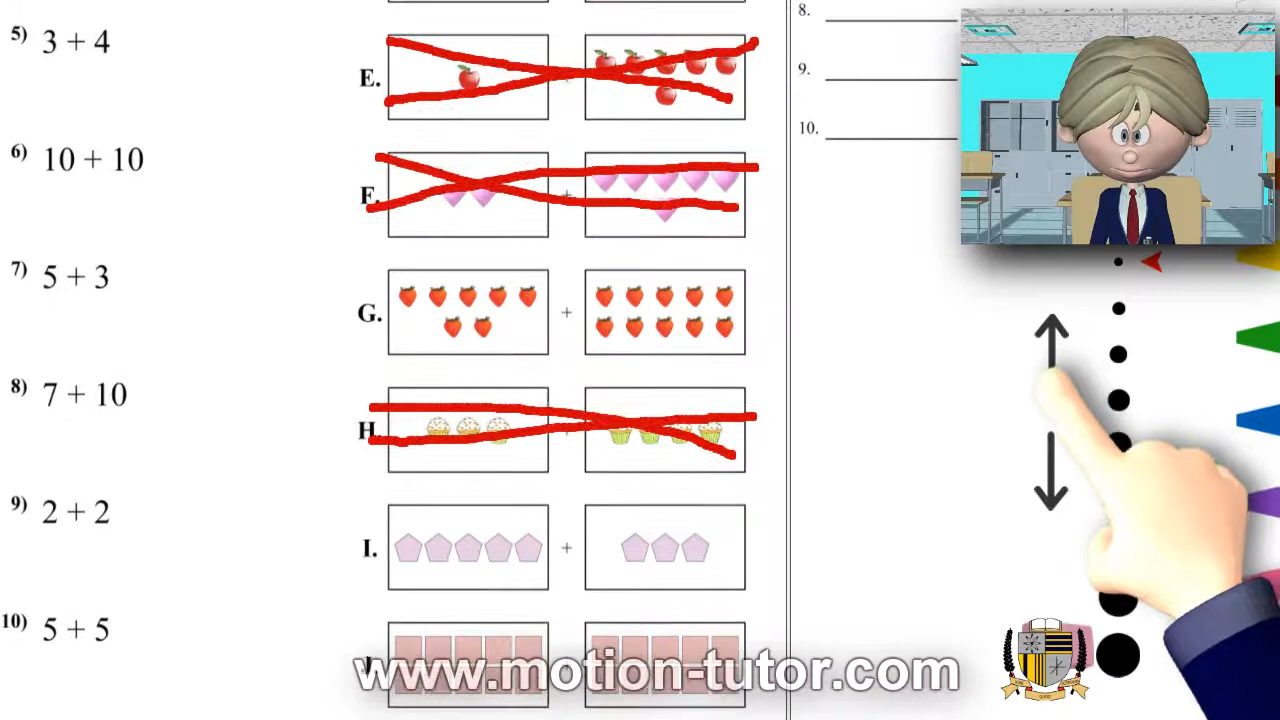 5) 3 + 4
E.
+
8.
9.
10.
6) 10 + 10
F.
+
7) 5 + 3
G.
+
8) 7 + 10
H.
+
9) 2 + 2
I.
+
10) 5 + 5
www.motion-tutor.com